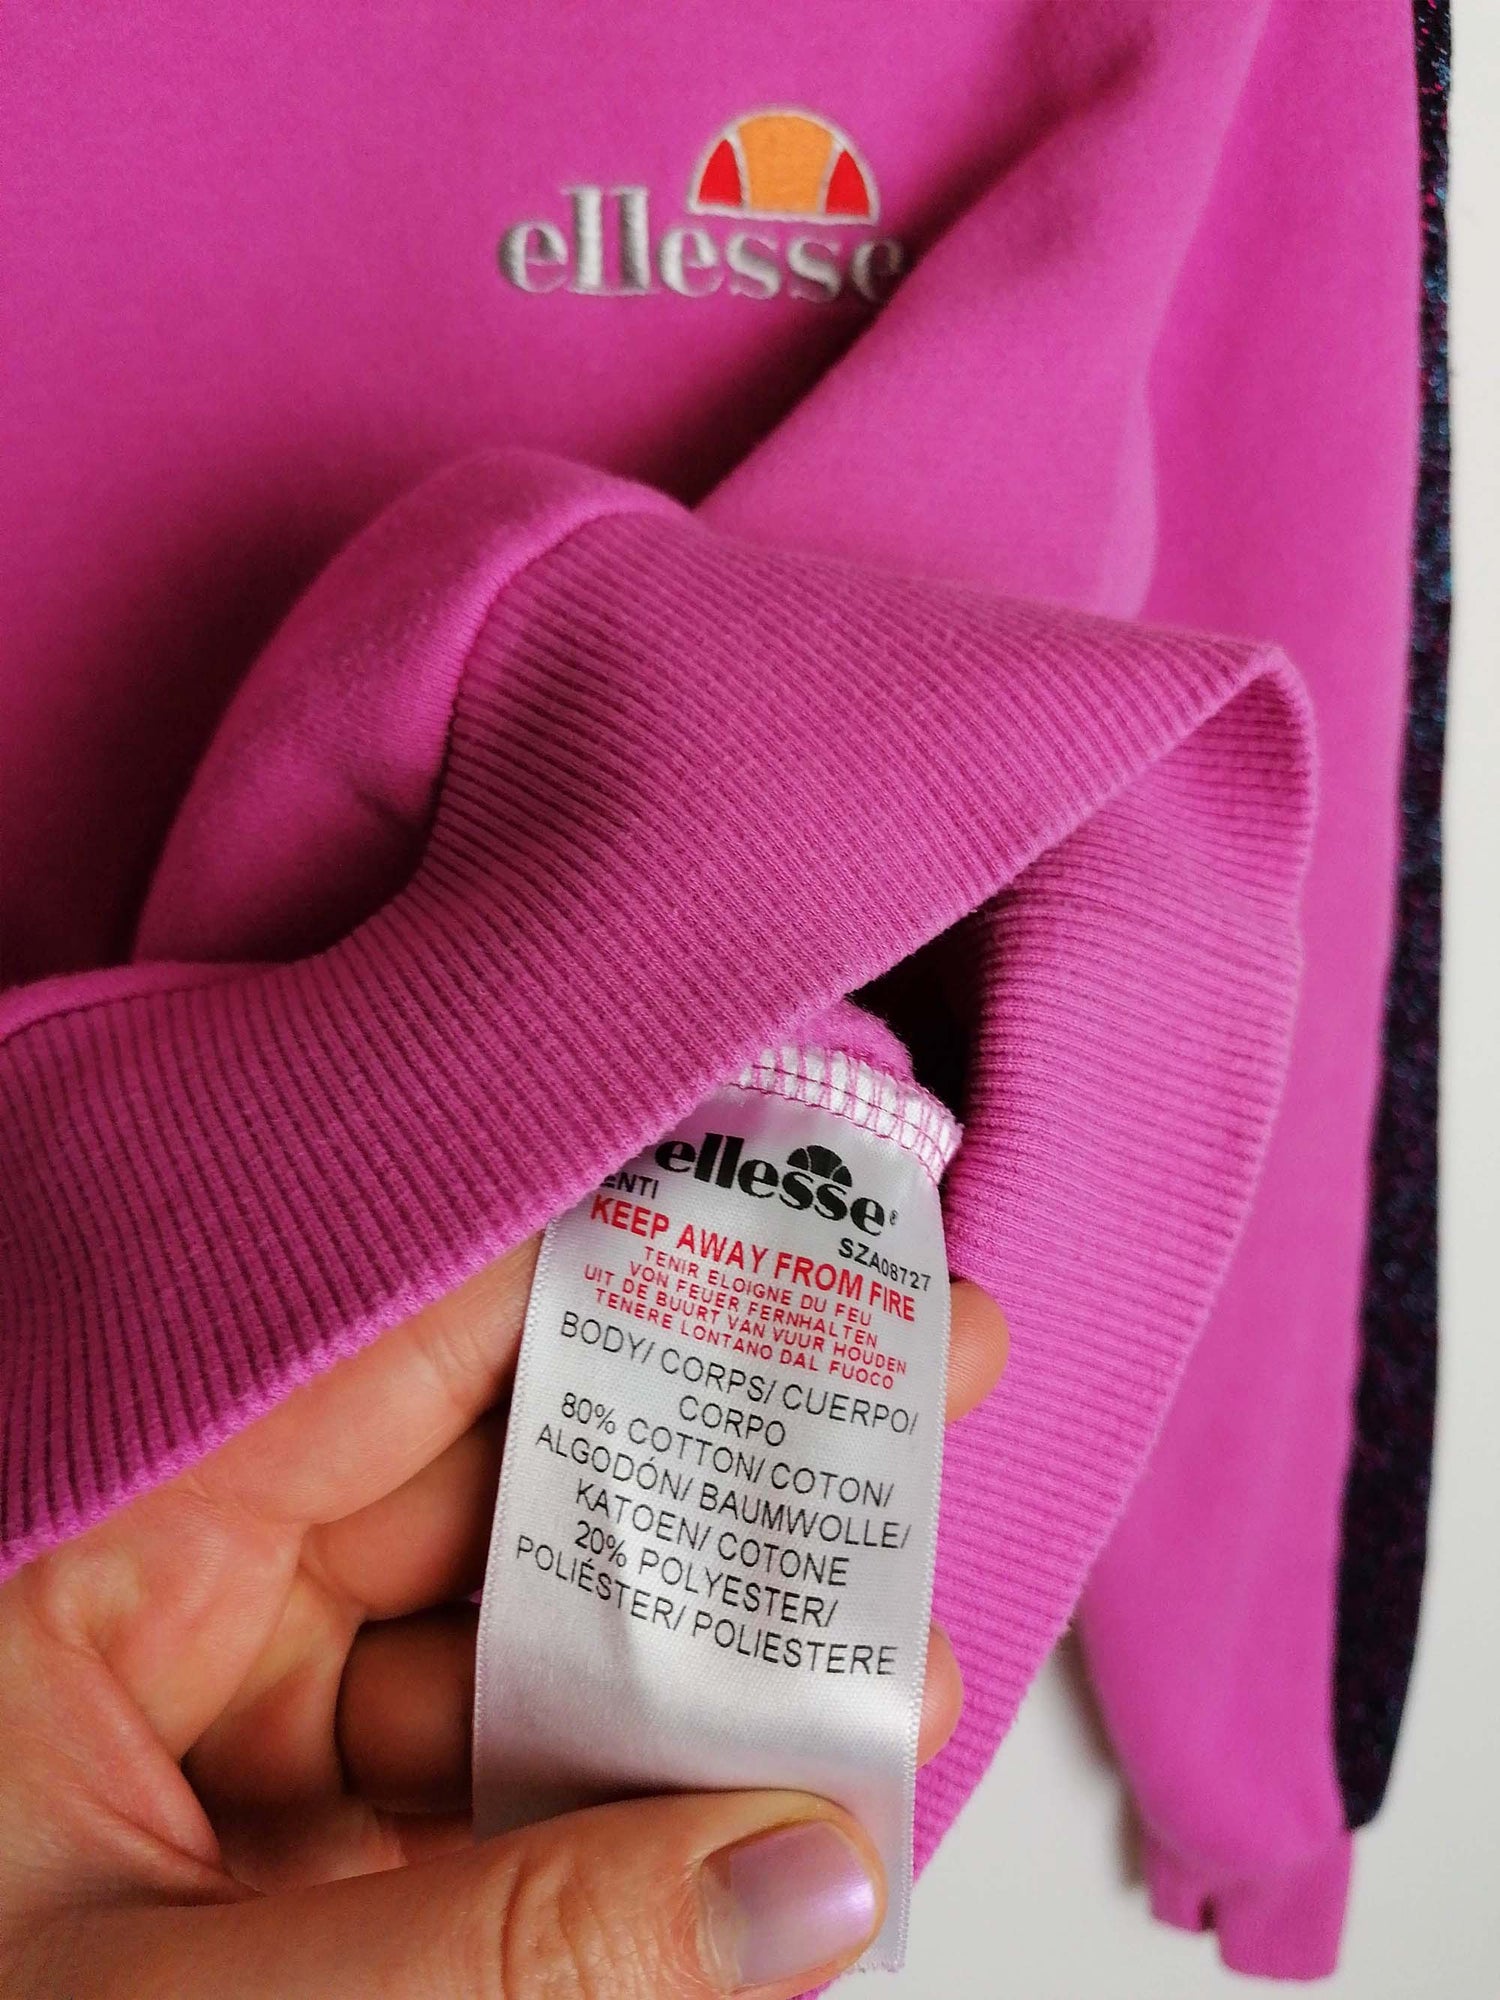 ellesse
ellesse®
SZA08727
KEEP AWAY FROM FIRE
TENIR ELOIGNE DU FEU
VON FEUER FERNHALTEN
UIT DE BUURT VAN VUUR HOUDEN
TENERE LONTANO DAL FUOCO
BODY/ CORPS/ CUERPO/
CORPO
80% COTTON/ COTON/
ALGODÓN/ BAUMWOLLE/
KATOEN/ COTONE
20% POLYESTER/
POLIÉSTER/ POLIESTERE